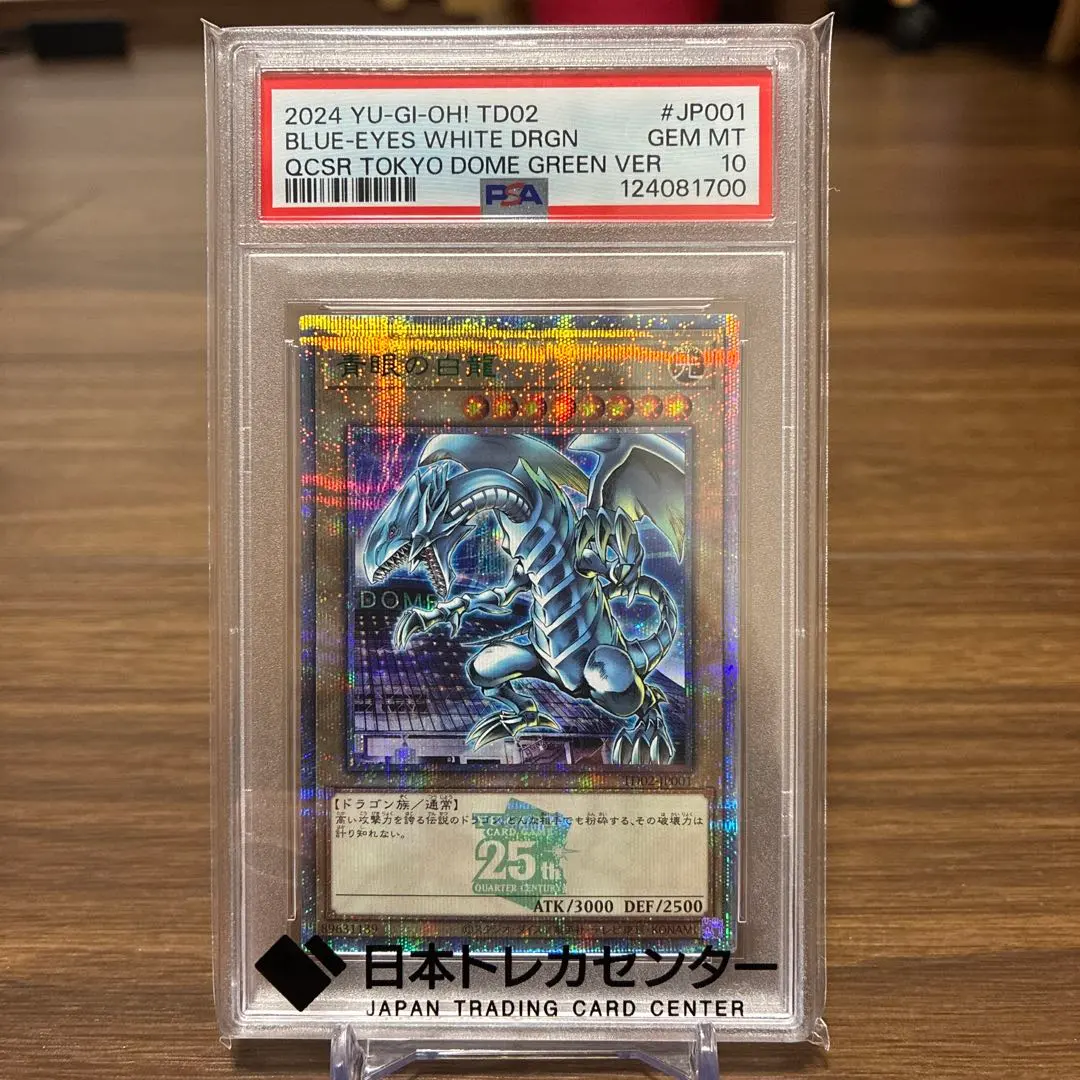 2024 YU-GI-OH! TD02 #JP001
BLUE-EYES WHITE DRGN GEM MT
QCSR TOKYO DOME GREEN VER 10
PSA 124081700
青眼の白龍
光
DOME
TD02-JP001
【ドラゴン族/通常】
高い攻撃力を誇る伝説のドラゴン。どんな相手でも粉砕する、その破壊力は
計り知れない。
CARD GAME
25th
QUARTER CENTURY
ATK/3000 DEF/2500
日本トレカセンター
JAPAN TRADING CARD CENTER